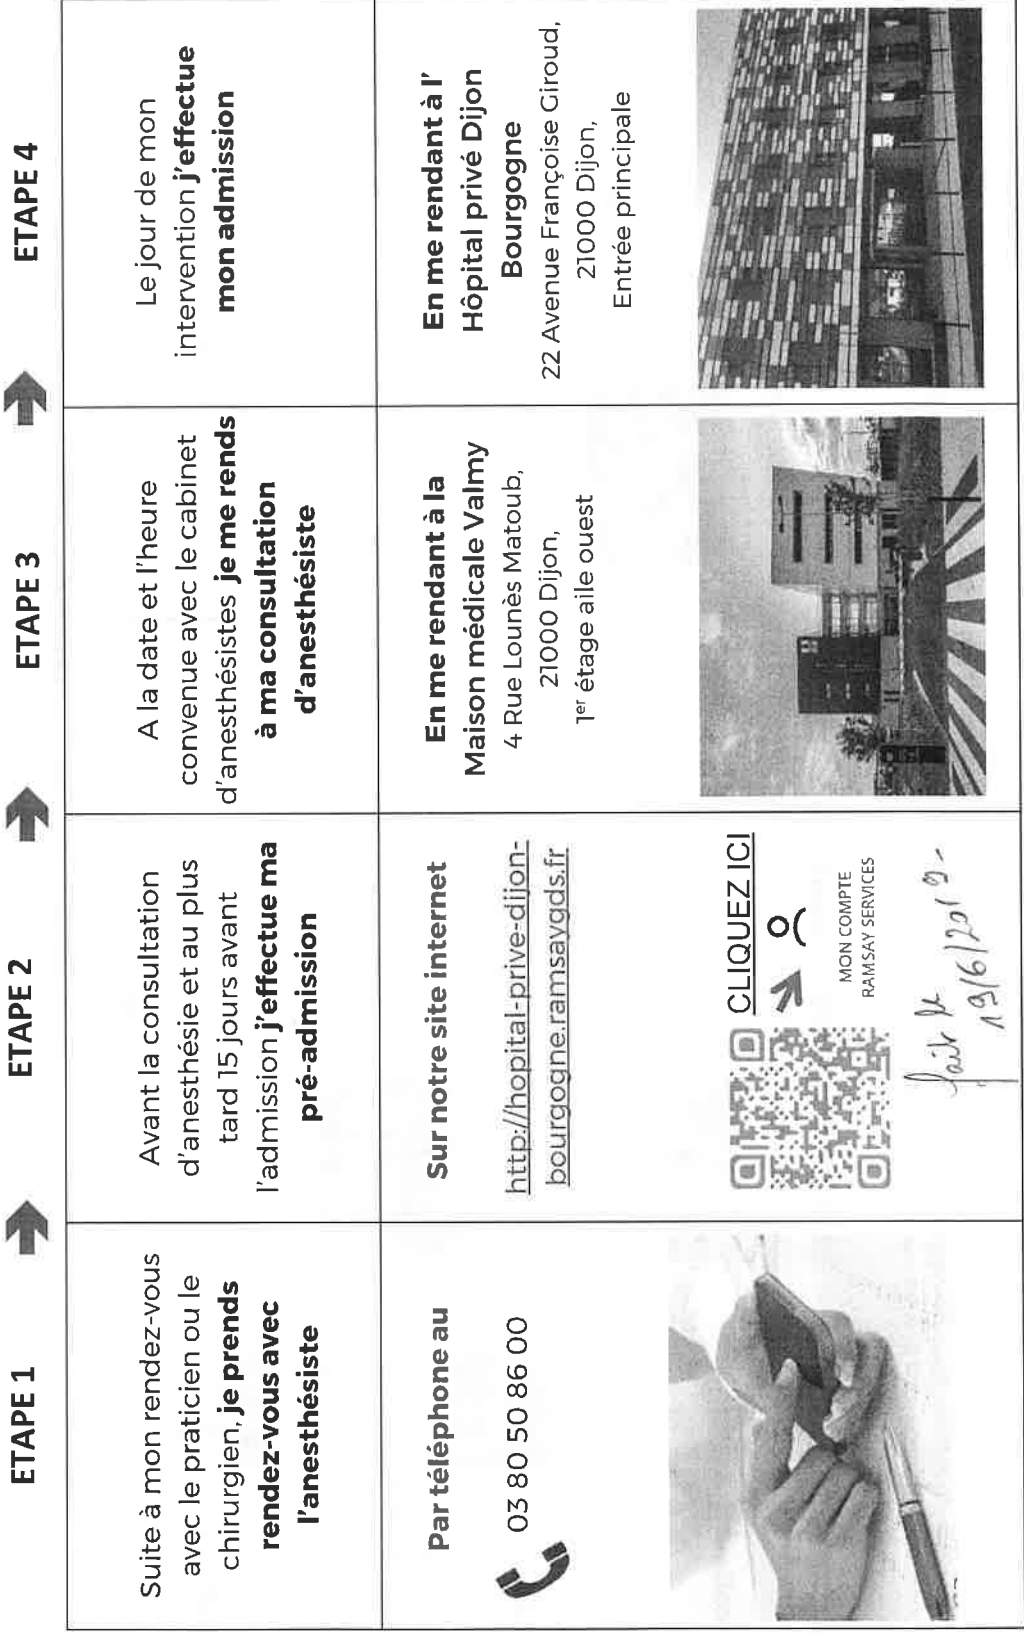 ETAPE 1
ETAPE 2
ETAPE 3
ETAPE 4
Suite à mon rendez-vous
avec le praticien ou le
chirurgien, je prends
rendez-vous avec
l'anesthésiste
Avant la consultation
d'anesthésie et au plus
tard 15 jours avant
l'admission j'effectue ma
pré-admission
A la date et l'heure
convenue avec le cabinet
d'anesthésistes je me rends
à ma consultation
d'anesthésiste
Le jour de mon
intervention j'effectue
mon admission
Par téléphone au
03 80 50 86 00
Sur notre site internet
http://hopital-prive-dijon-
bourgogne.ramsaygds.fr
CLIQUEZ ICI
MON COMPTE
RAMSAY SERVICES
fait le
19/6/2019-
En me rendant à la
Maison médicale Valmy
4 Rue Lounès Matoub,
21000 Dijon,
1er étage aile ouest
En me rendant à l'
Hôpital privé Dijon
Bourgogne
22 Avenue Françoise Giroud,
21000 Dijon,
Entrée principale